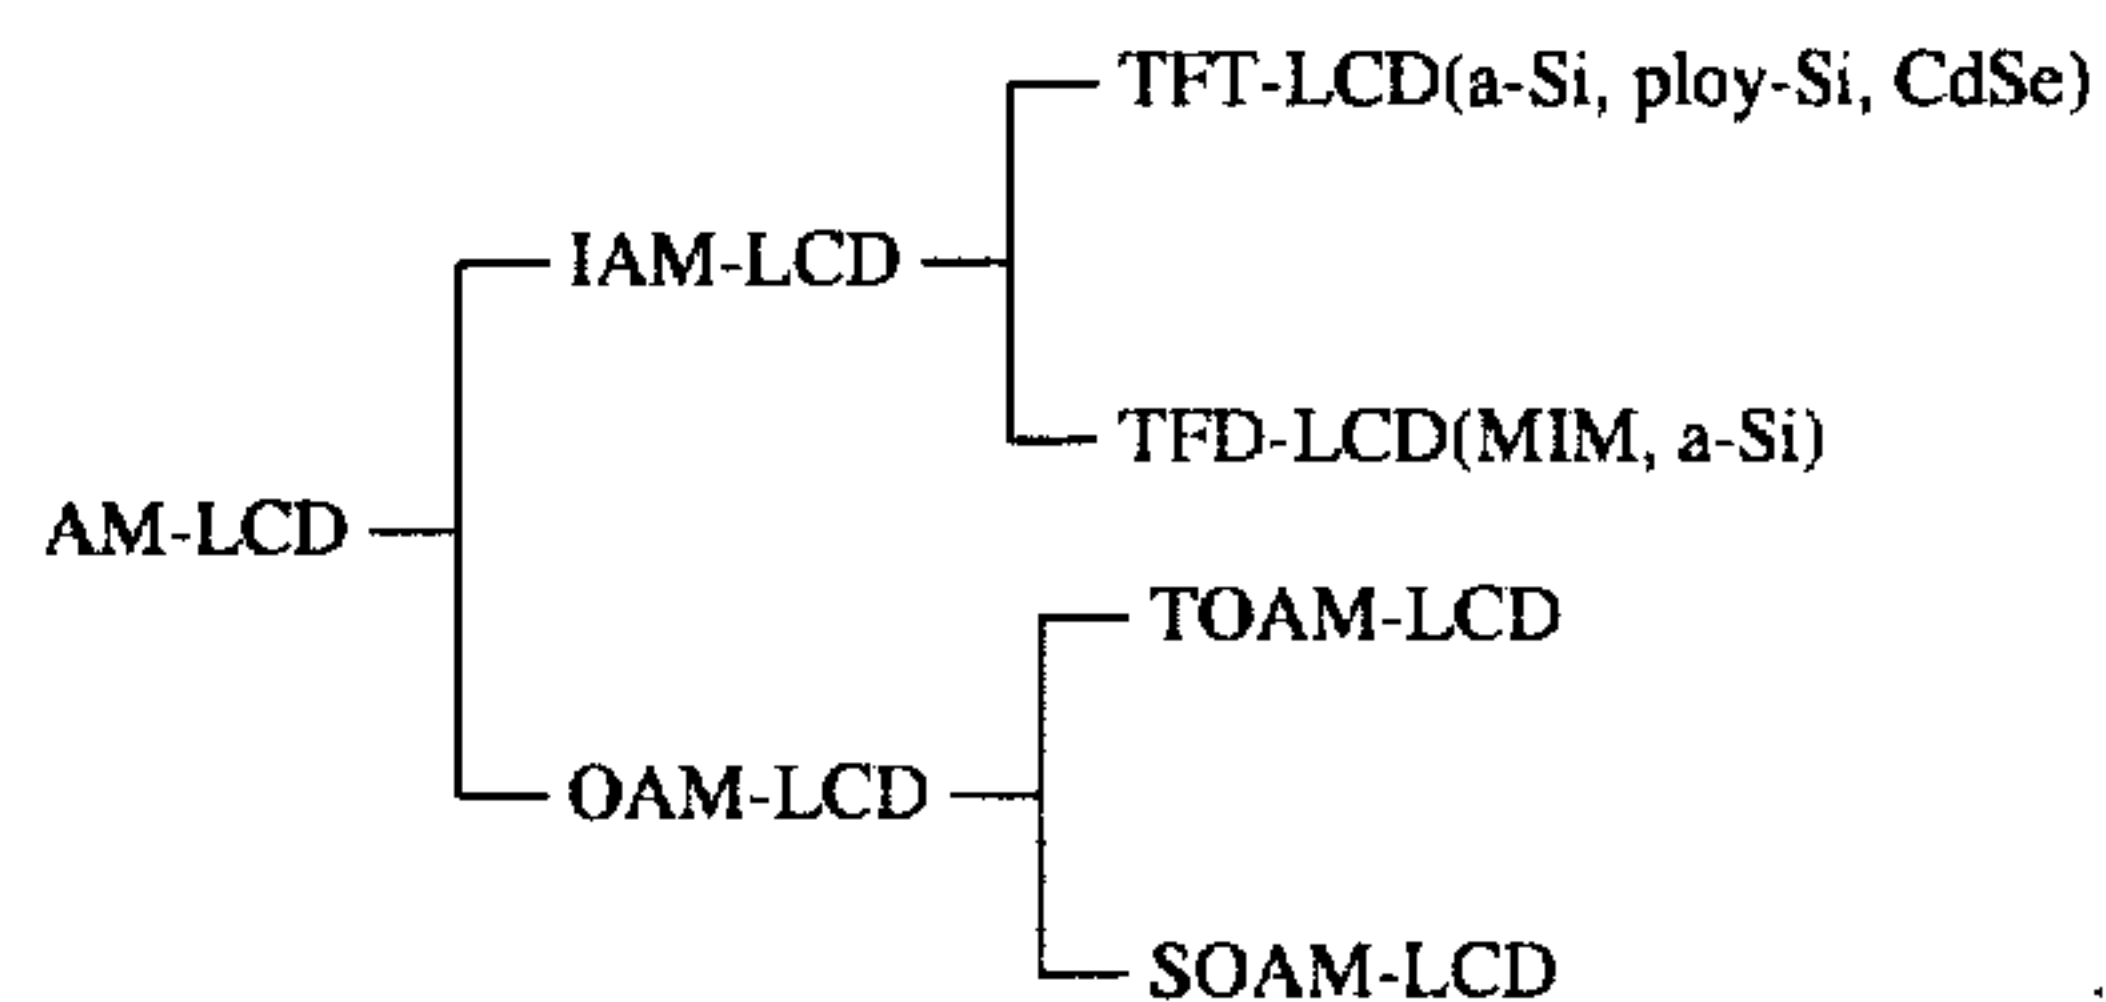 TFT-LCD(a-Si, ploy-Si, CdSe)
IAM-LCD
TFD-LCD(MIM, a-Si)
AM-LCD
TOAM-LCD
OAM-LCD
SOAM-LCD